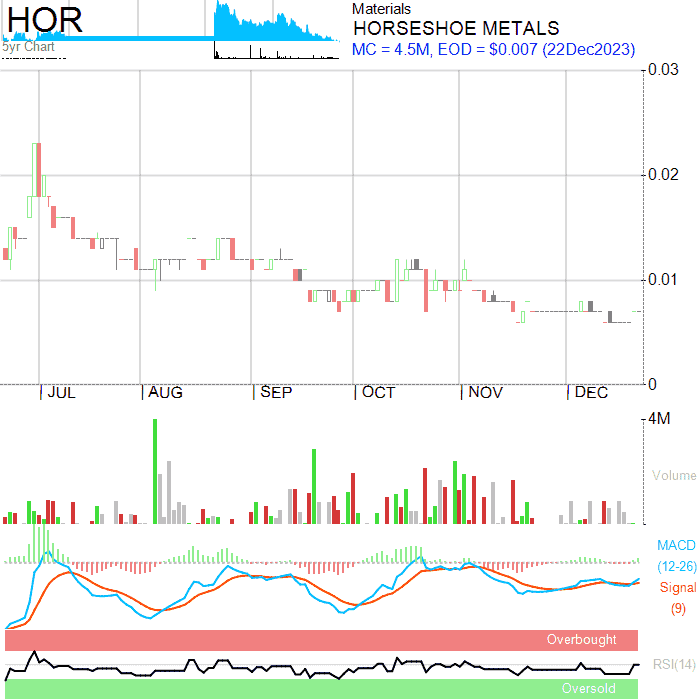 HOR
5yr Chart
Materials
HORSESHOE METALS
MC = 4.5M, EOD = $0.007 (22Dec2023)
0.03
0.02
0.01
0
JUL AUG SEP OCT NOV DEC
4M
Volume
MACD
(12-26)
Signal
(9)
Overbought
RSI(14)
Oversold